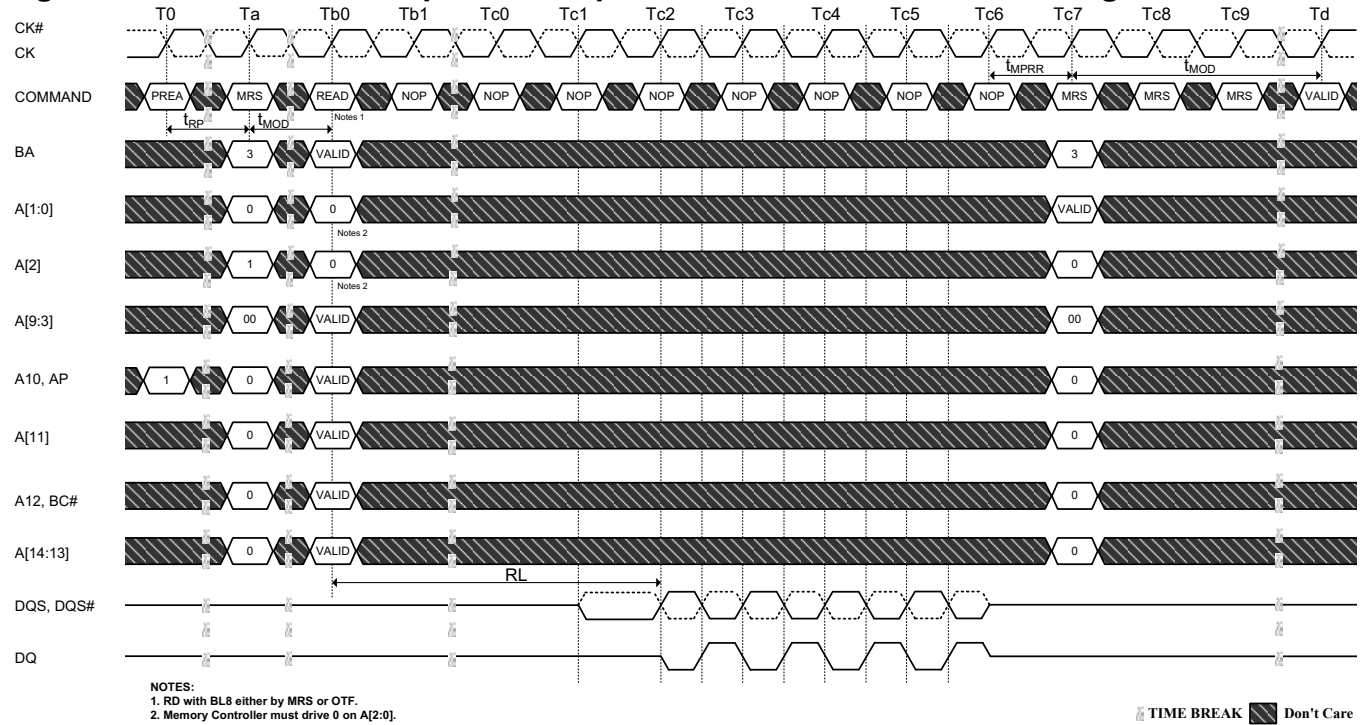 T0 Ta Tb0 Tb1 Tc0 Tc1 Tc2 Tc3 Tc4 Tc5 Tc6 Tc7 Tc8 Tc9 Td
CK#
CK
tMPRR tMOD
COMMAND PREA MRS READ NOP NOP NOP NOP NOP NOP NOP NOP MRS MRS MRS VALID
Notes 1
tRP tMOD
BA 3 VALID 3
A[1:0] 0 0 VALID
Notes 2
A[2] 1 0 0
Notes 2
A[9:3] 00 VALID 00
A10, AP 1 0 VALID 0
A[11] 0 VALID 0
A12, BC# 0 VALID 0
A[14:13] 0 VALID 0
RL
DQS, DQS#
DQ
NOTES:
1. RD with BL8 either by MRS or OTF.
2. Memory Controller must drive 0 on A[2:0].
TIME BREAK Don't Care